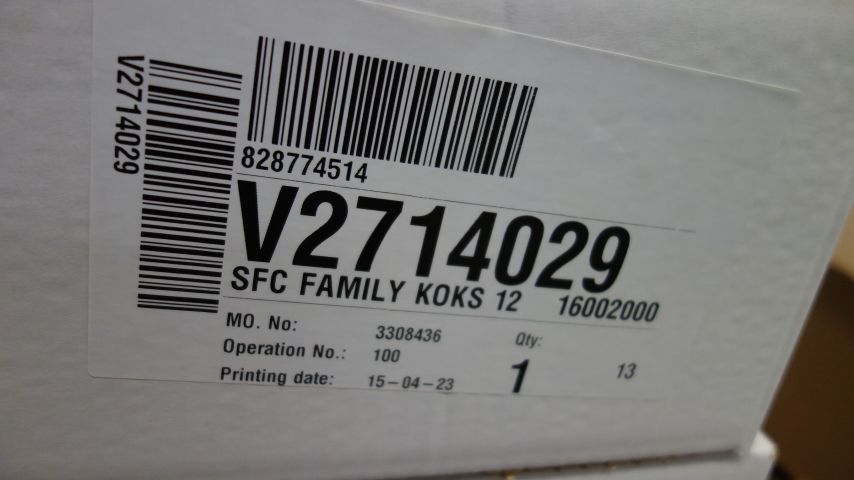 V2714029
828774514
V2714029
SFC FAMILY KOKS 12 16002000
MO. No: 3308436 Qty:
Operation No.: 100 1 13
Printing date: 15-04-23